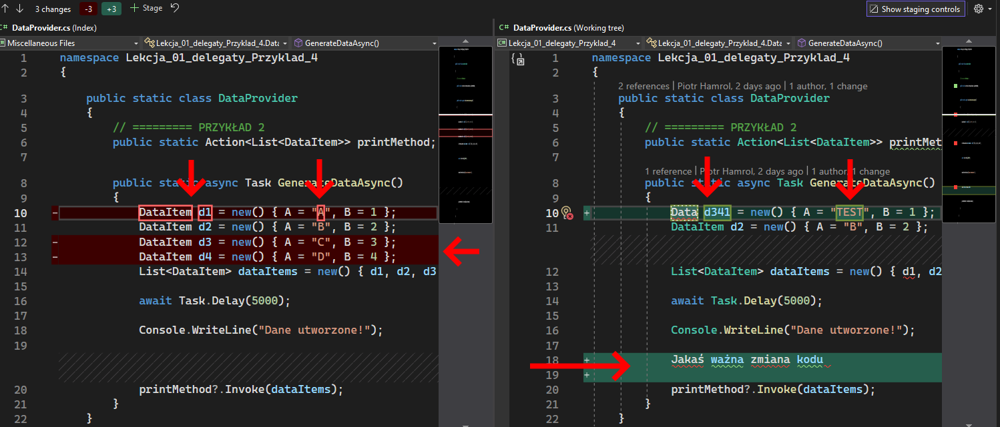 3 changes -3 +3 Stage Show staging controls
C# DataProvider.cs (Index)
Miscellaneous Files Lekcja_01_delegaty_Przyklad_4.Data GenerateDataAsync()
1 namespace Lekcja_01_delegaty_Przyklad_4
2 {
3 public static class DataProvider
4 {
5 // ========= PRZYKŁAD 2
6 public static Action<List<DataItem>> printMethod;
7
8 public static async Task GenerateDataAsync()
9 {
10 - DataItem d1 = new() { A = "A", B = 1 };
11 DataItem d2 = new() { A = "B", B = 2 };
12 - DataItem d3 = new() { A = "C", B = 3 };
13 - DataItem d4 = new() { A = "D", B = 4 };
14 List<DataItem> dataItems = new() { d1, d2, d3
15
16 await Task.Delay(5000);
17
18 Console.WriteLine("Dane utworzone!");
19
20 printMethod?.Invoke(dataItems);
21 }
22 }
C# DataProvider.cs (Working tree)
C# Lekcja_01_delegaty_Przyklad_4 Lekcja_01_delegaty_Przyklad_4.Data GenerateDataAsync()
1 namespace Lekcja_01_delegaty_Przyklad_4
2 {
2 references | Piotr Hamrol, 2 days ago | 1 author, 1 change
3 public static class DataProvider
4 {
5 // ========= PRZYKŁAD 2
6 public static Action<List<DataItem>> printMet
7
1 reference | Piotr Hamrol, 2 days ago | 1 author, 1 change
8 public static async Task GenerateDataAsync()
9 {
10 + Data d341 = new() { A = "TEST", B = 1 };
11 DataItem d2 = new() { A = "B", B = 2 };
12 List<DataItem> dataItems = new() { d1, d2
13
14 await Task.Delay(5000);
15
16 Console.WriteLine("Dane utworzone!");
17
18 + Jakaś ważna zmiana kodu
19 +
20 printMethod?.Invoke(dataItems);
21 }
22 }